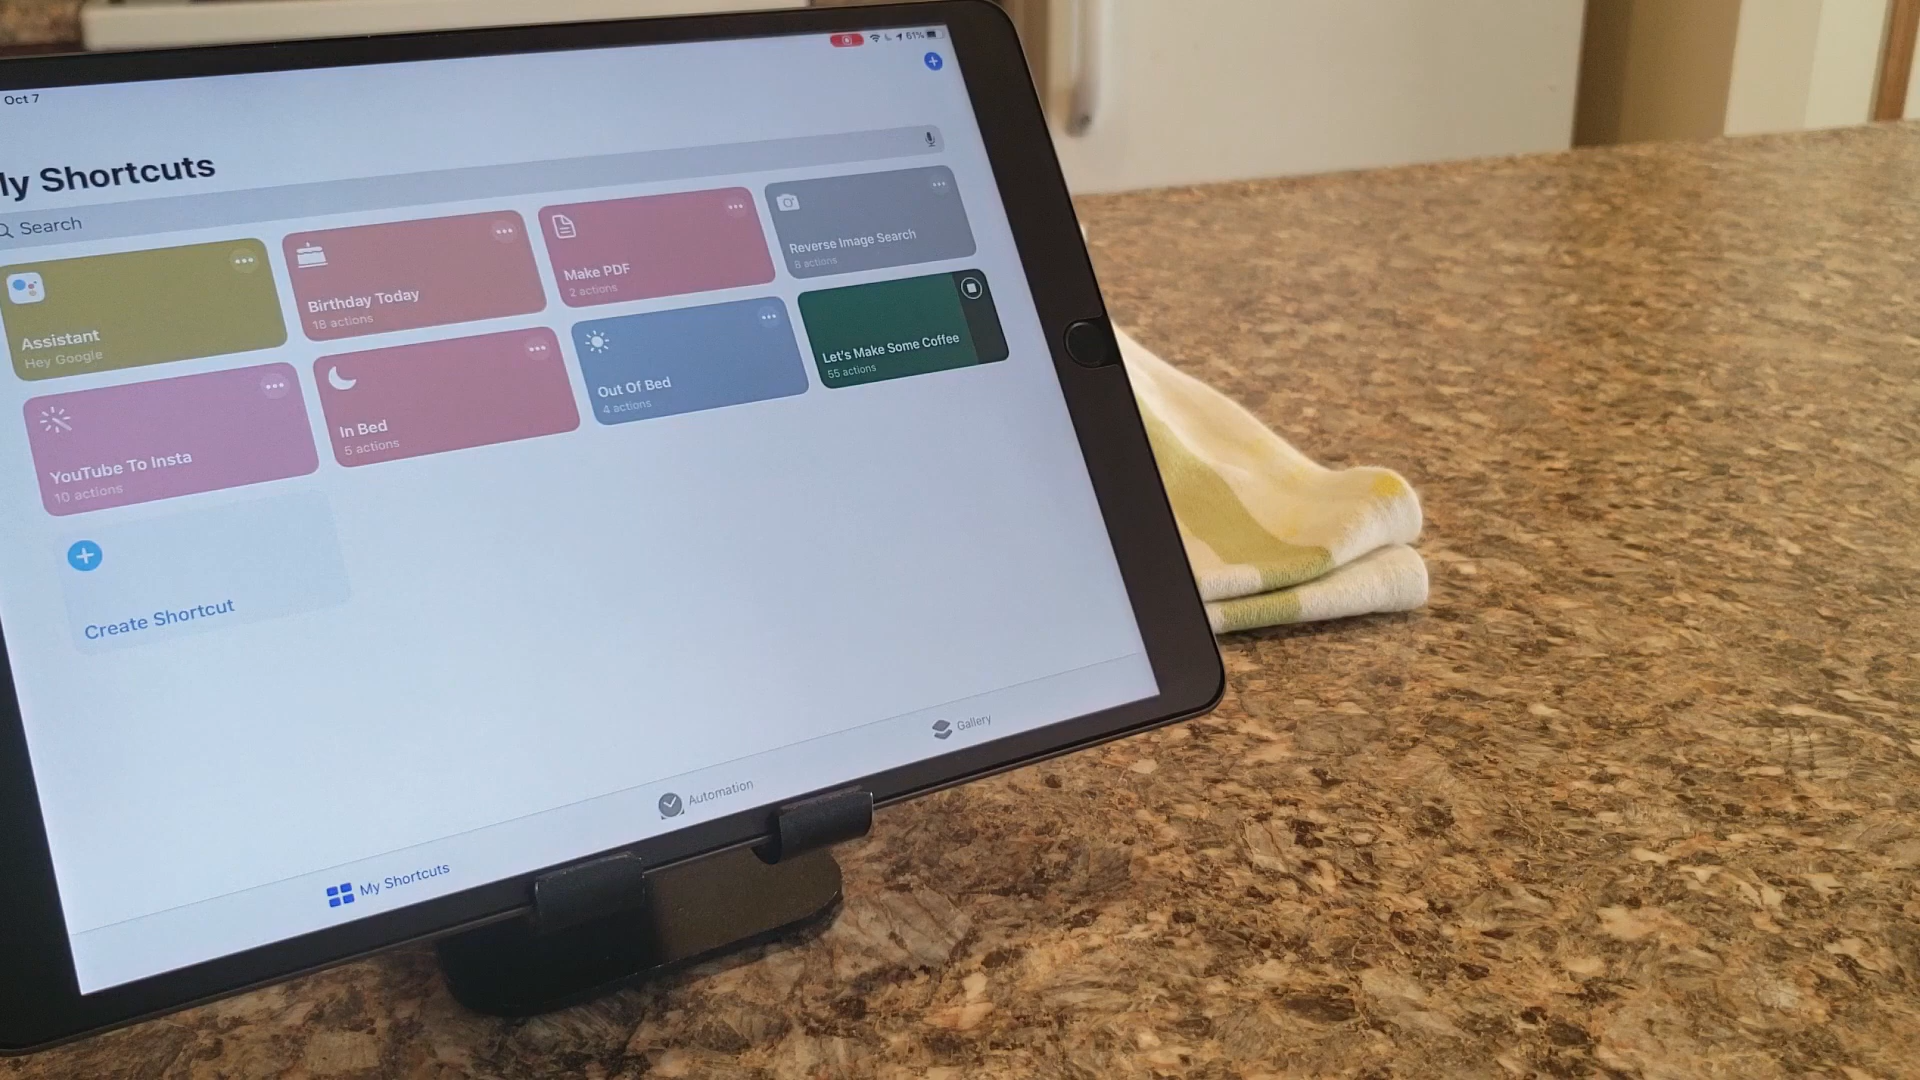 Oct 7
61%
ly Shortcuts
Search
Assistant
Hey Google
Birthday Today
18 actions
Make PDF
2 actions
Reverse Image Search
8 actions
YouTube To Insta
10 actions
In Bed
5 actions
Out Of Bed
4 actions
Let's Make Some Coffee
55 actions
Create Shortcut
My Shortcuts
Automation
Gallery